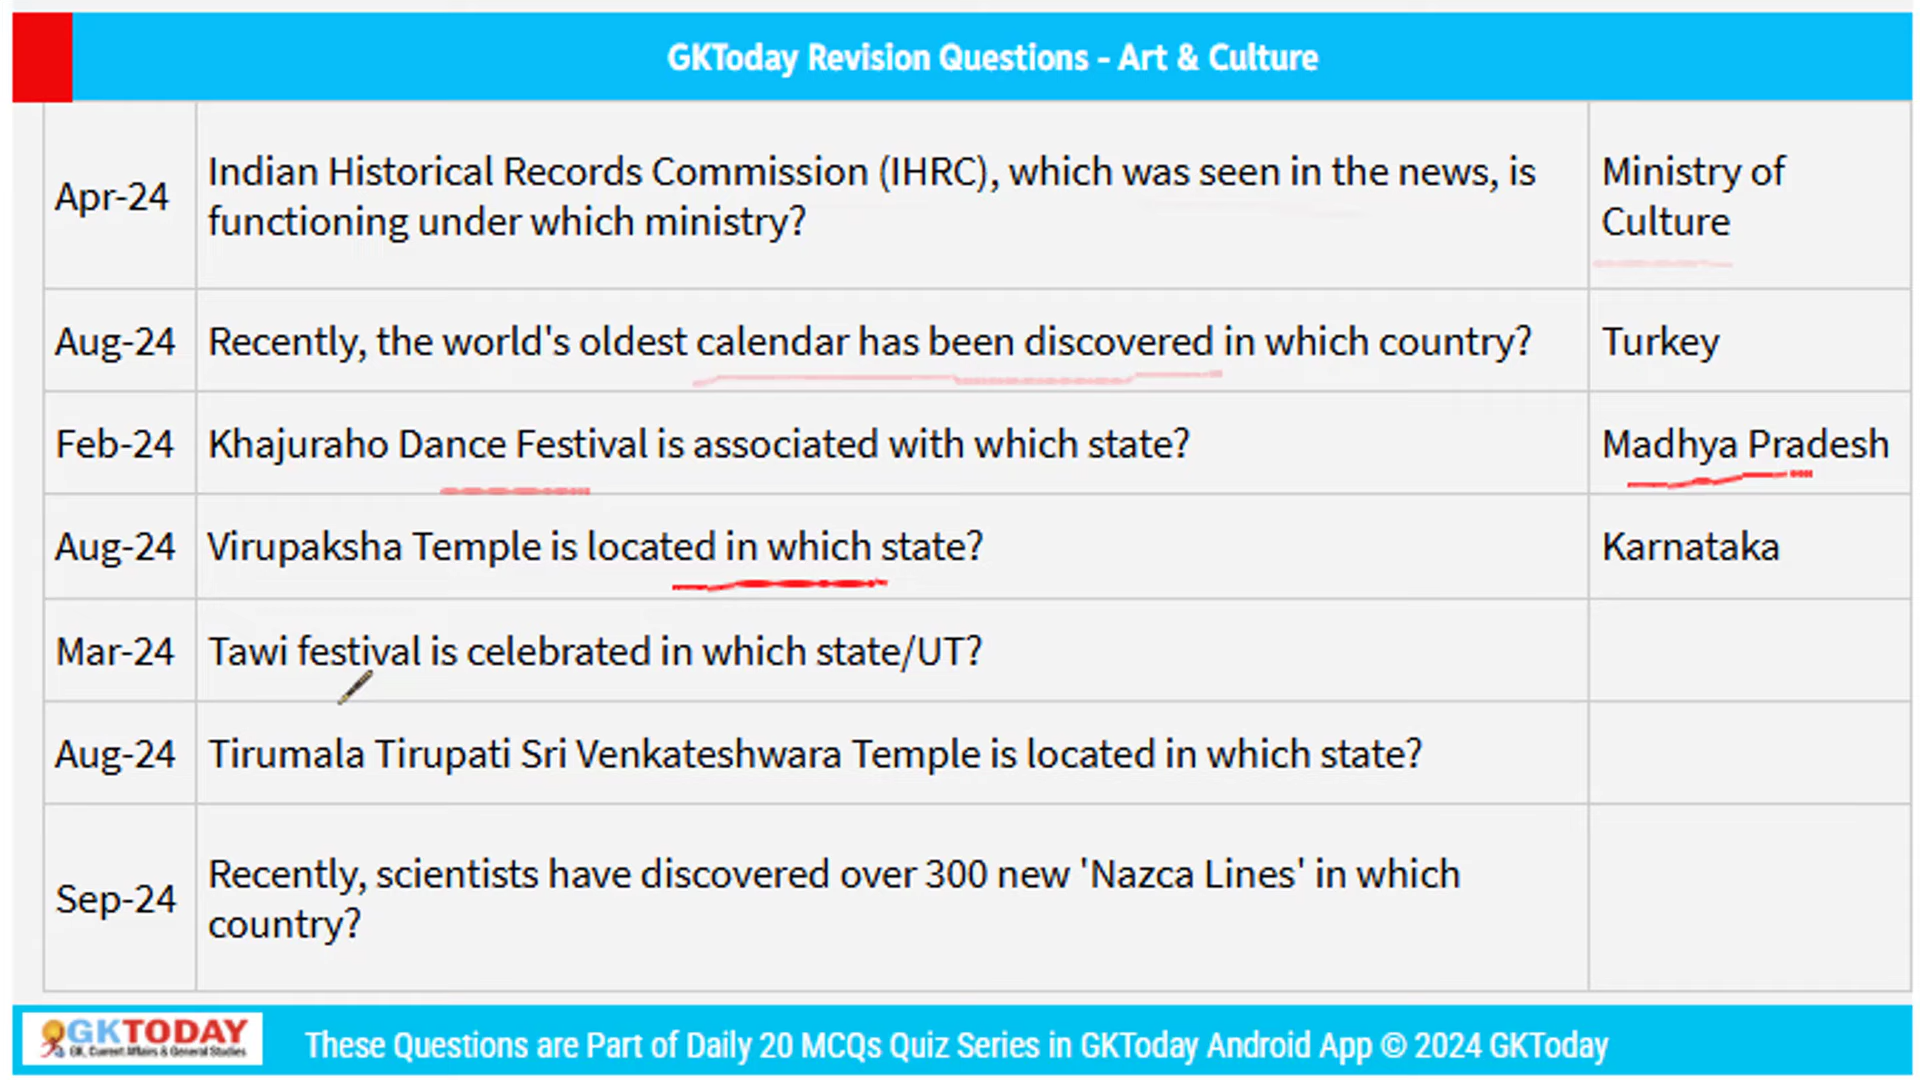 GKToday Revision Questions - Art & Culture
Apr-24
Indian Historical Records Commission (IHRC), which was seen in the news, is
functioning under which ministry?
Ministry of
Culture
Aug-24
Recently, the world's oldest calendar has been discovered in which country?
Turkey
Feb-24
Khajuraho Dance Festival is associated with which state?
Madhya Pradesh
Aug-24
Virupaksha Temple is located in which state?
Karnataka
Mar-24
Tawi festival is celebrated in which state/UT?
Aug-24
Tirumala Tirupati Sri Venkateshwara Temple is located in which state?
Sep-24
Recently, scientists have discovered over 300 new 'Nazca Lines' in which
country?
GKTODAY
GK, Current Affairs & General Studies
These Questions are Part of Daily 20 MCQs Quiz Series in GKToday Android App © 2024 GKToday